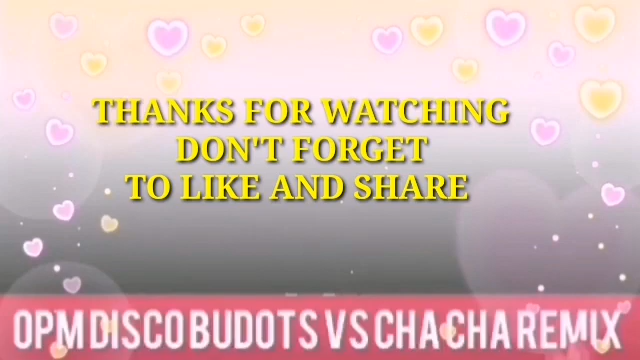 THANKS FOR WATCHING
DON'T FORGET
TO LIKE AND SHARE
OPM DISCO BUDOTS VS CHA CHA REMIX